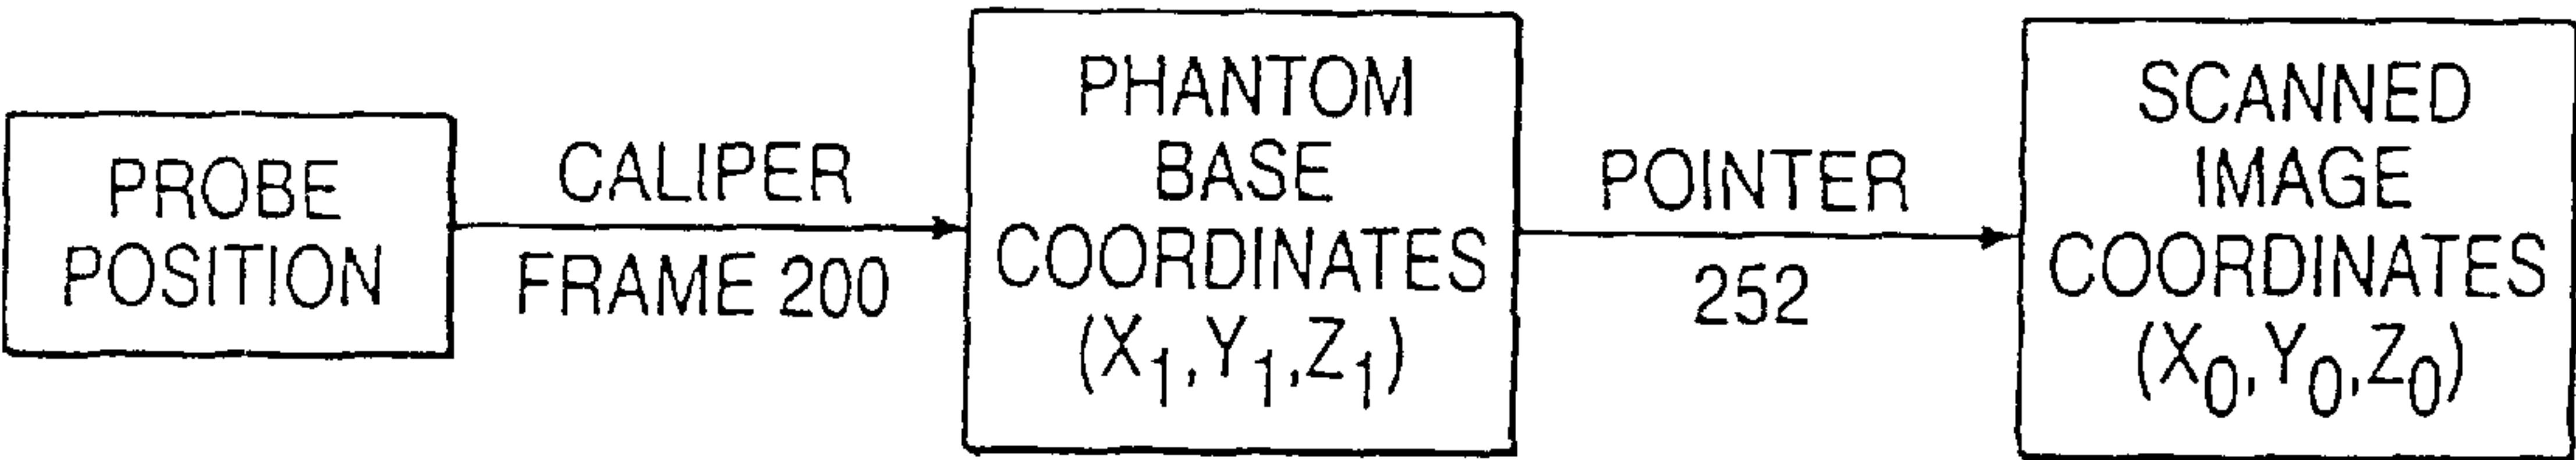 PROBE
POSITION
CALIPER
FRAME 200
PHANTOM
BASE
COORDINATES
(X₁,Y₁,Z₁)
POINTER
252
SCANNED
IMAGE
COORDINATES
(X₀,Y₀,Z₀)